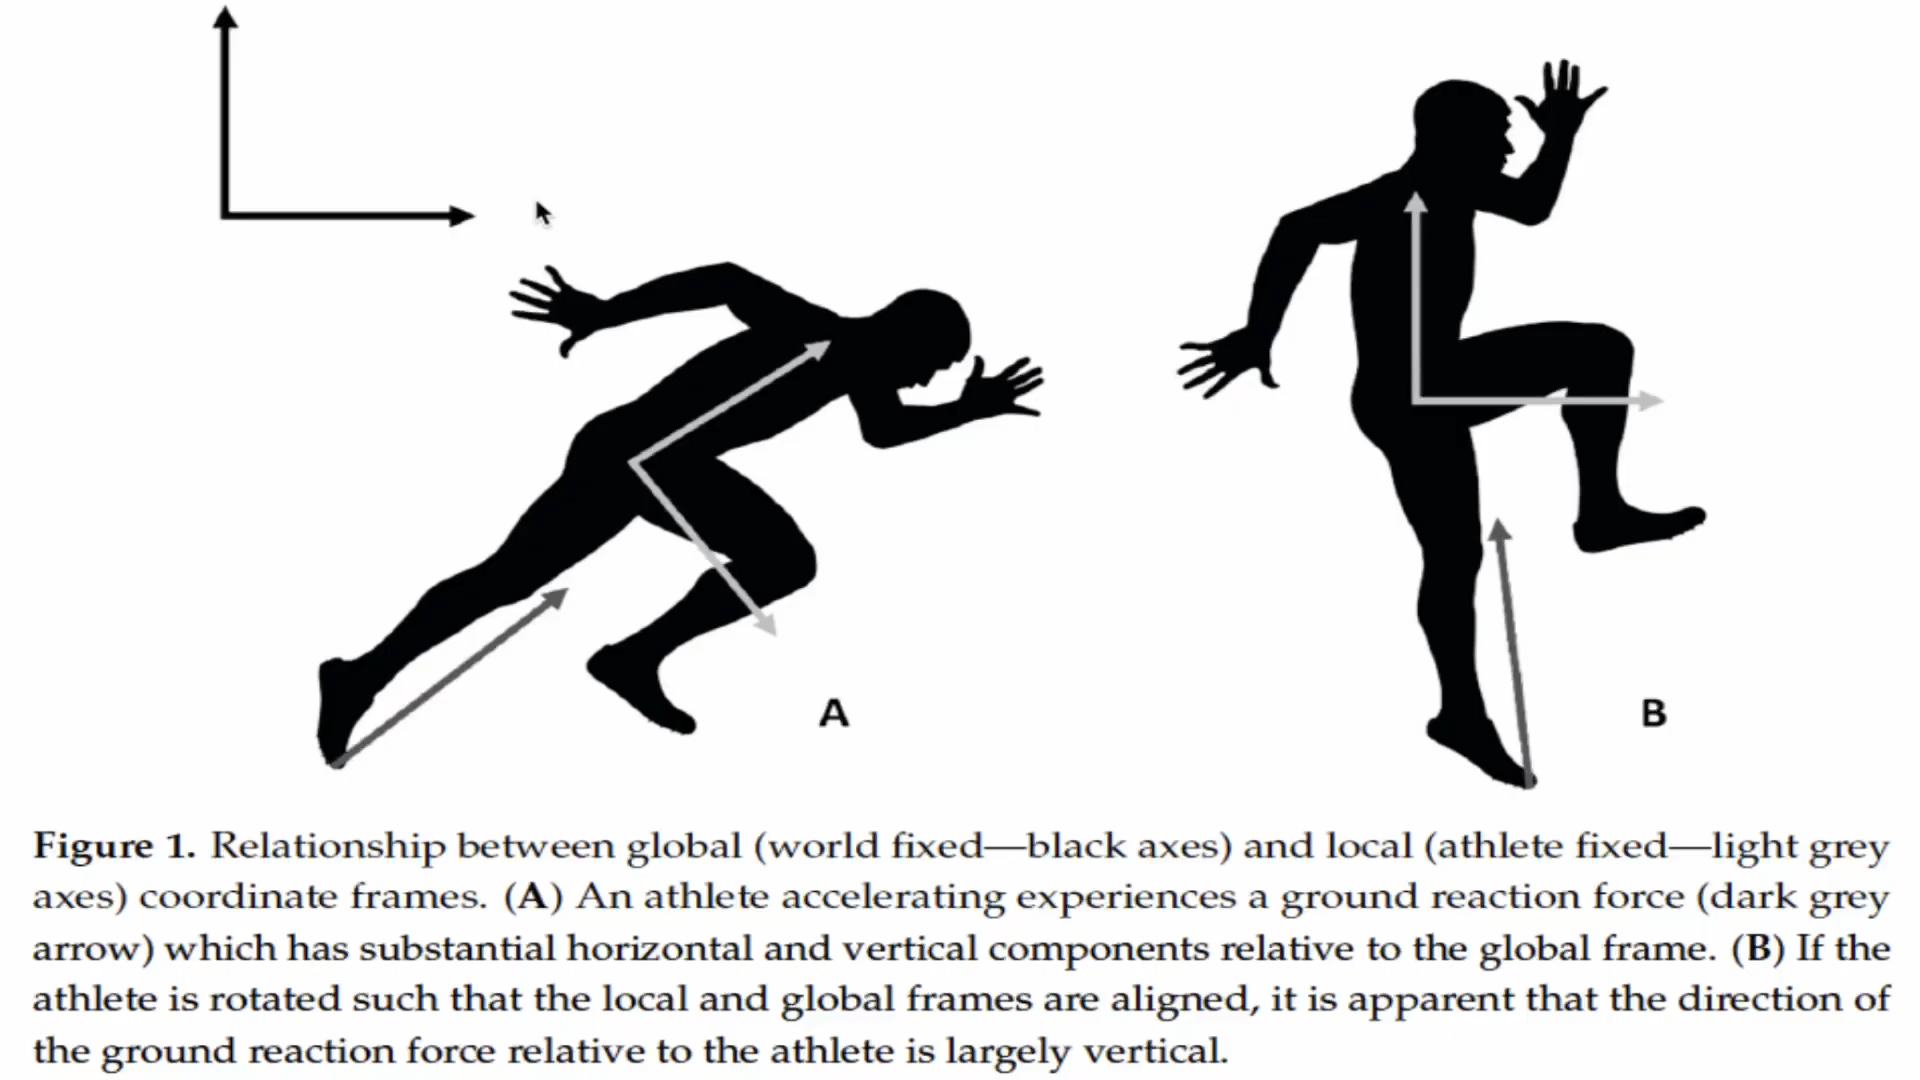 A
B
Figure 1. Relationship between global (world fixed—black axes) and local (athlete fixed—light grey
axes) coordinate frames. (A) An athlete accelerating experiences a ground reaction force (dark grey
arrow) which has substantial horizontal and vertical components relative to the global frame. (B) If the
athlete is rotated such that the local and global frames are aligned, it is apparent that the direction of
the ground reaction force relative to the athlete is largely vertical.